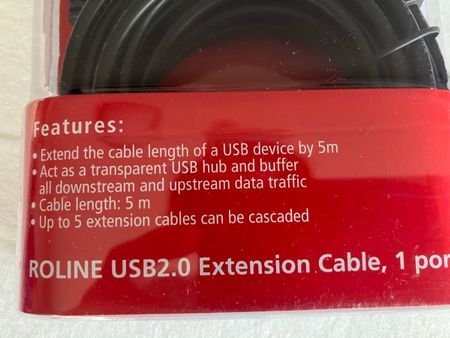 Features:
• Extend the cable length of a USB device by 5m
• Act as a transparent USB hub and buffer
all downstream and upstream data traffic
• Cable length: 5 m
• Up to 5 extension cables can be cascaded
ROLINE USB2.0 Extension Cable, 1 por